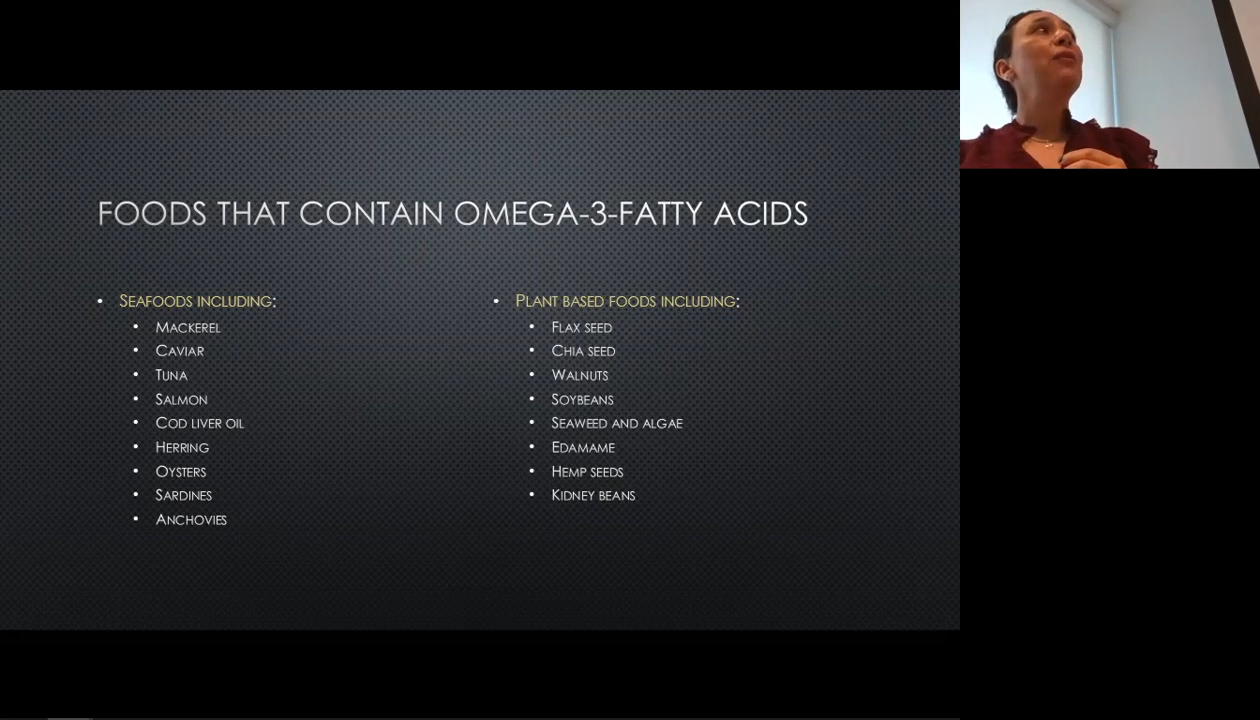 FOODS THAT CONTAIN OMEGA-3-FATTY ACIDS
• SEAFOODS INCLUDING:
• MACKEREL
• CAVIAR
• TUNA
• SALMON
• COD LIVER OIL
• HERRING
• OYSTERS
• SARDINES
• ANCHOVIES
• PLANT BASED FOODS INCLUDING:
• FLAX SEED
• CHIA SEED
• WALNUTS
• SOYBEANS
• SEAWEED AND ALGAE
• EDAMAME
• HEMP SEEDS
• KIDNEY BEANS